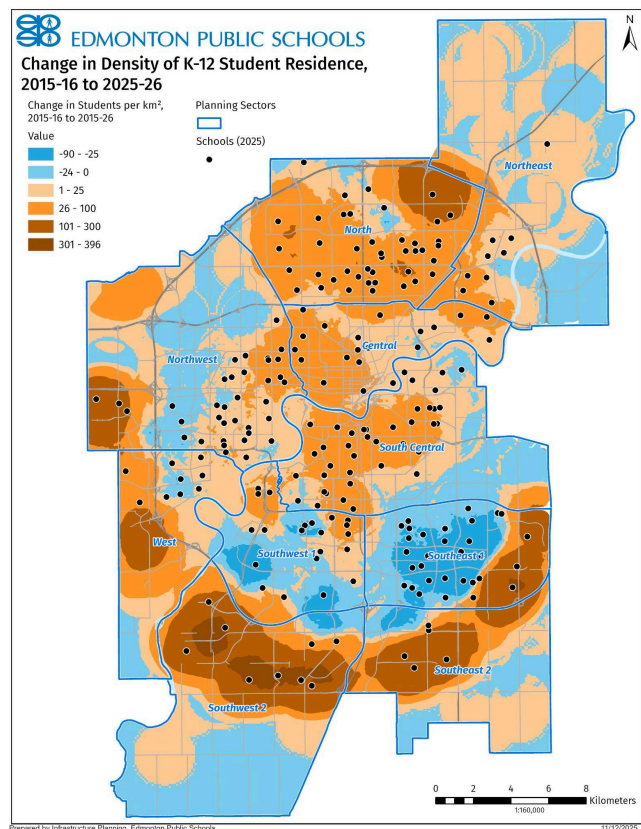 EDMONTON PUBLIC SCHOOLS
Change in Density of K-12 Student Residence,
2015-16 to 2025-26
Change in Students per km²,
2015-16 to 2015-26
Value
-90 - -25
-24 - 0
1 - 25
26 - 100
101 - 300
301 - 396
Planning Sectors
Schools (2025)
N
Northeast
North
Central
Northwest
South Central
West
Southwest 1
Southeast 1
Southeast 2
Southwest 2
0 2 4 6 8
Kilometers
1:160,000
Prepared by Infrastructure Planning, Edmonton Public Schools
11/12/2025